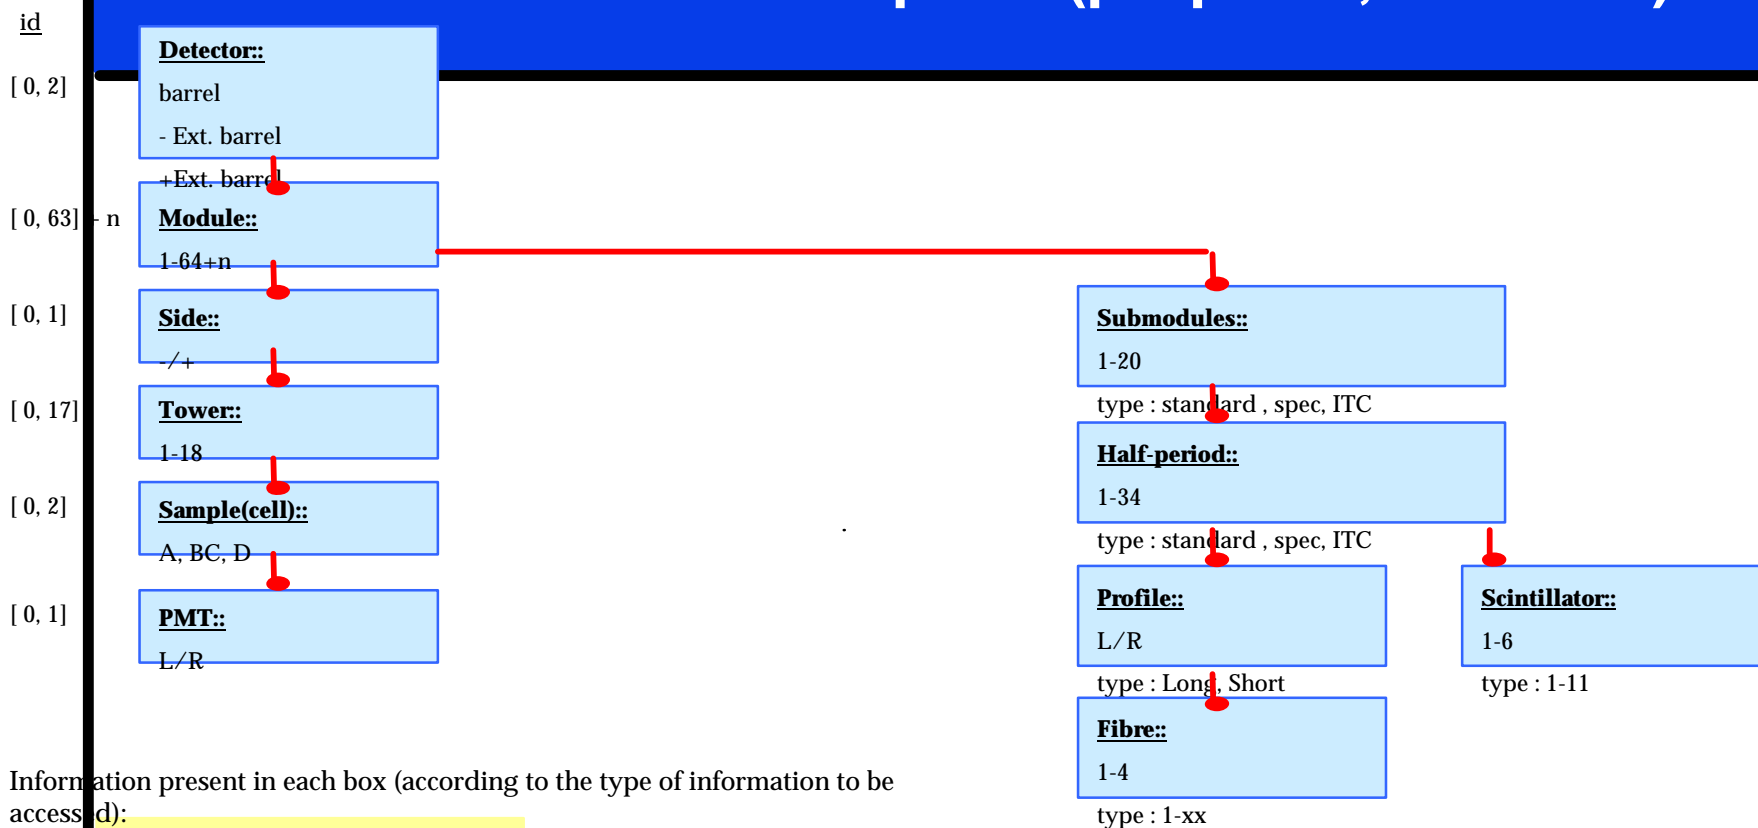 id
[ 0, 2]
Detector::
barrel
- Ext. barrel
+Ext. barrel
[ 0, 63] - n
Module::
1-64+n
[ 0, 1]
Side::
-/+
[ 0, 17]
Tower::
1-18
[ 0, 2]
Sample(cell)::
A, BC, D
[ 0, 1]
PMT::
L/R
Submodules::
1-20
type : standard , spec, ITC
Half-period::
1-34
type : standard , spec, ITC
Profile::
L/R
type : Long, Short
Scintillator::
1-6
type : 1-11
Fibre::
1-4
type : 1-xx
Information present in each box (according to the type of information to be
accessed):